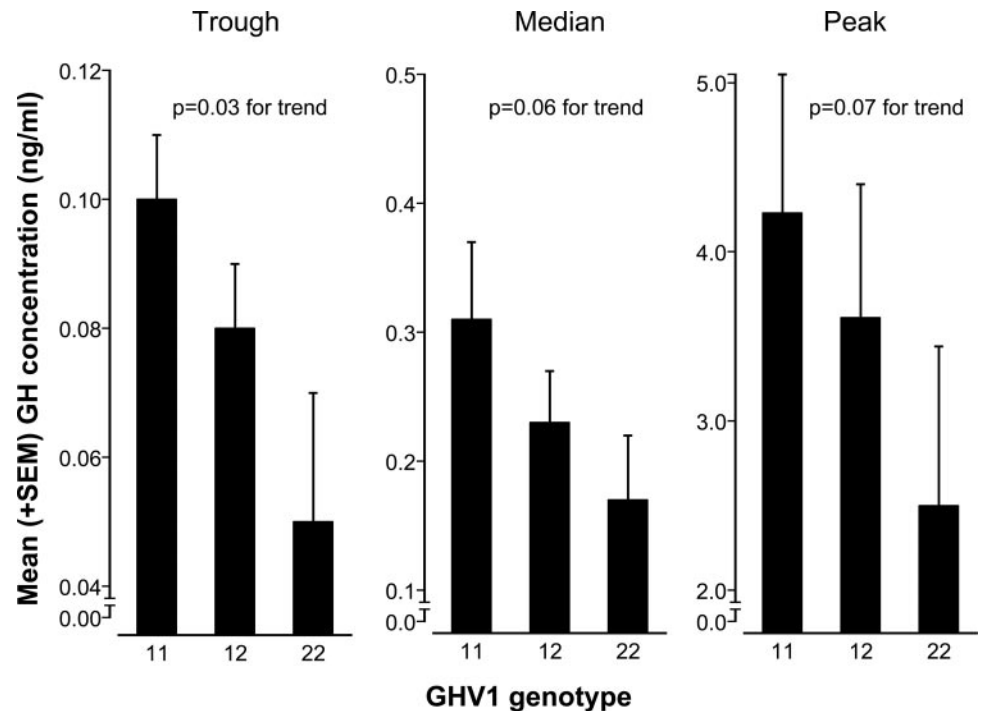 Trough
Median
Peak
Mean (+SEM) GH concentration (ng/ml)
0.12
0.10
0.08
0.06
0.04
0.00
p=0.03 for trend
11 12 22
0.5
0.4
0.3
0.2
0.1
0.0
p=0.06 for trend
11 12 22
5.0
4.0
3.0
2.0
0.0
p=0.07 for trend
11 12 22
GHV1 genotype